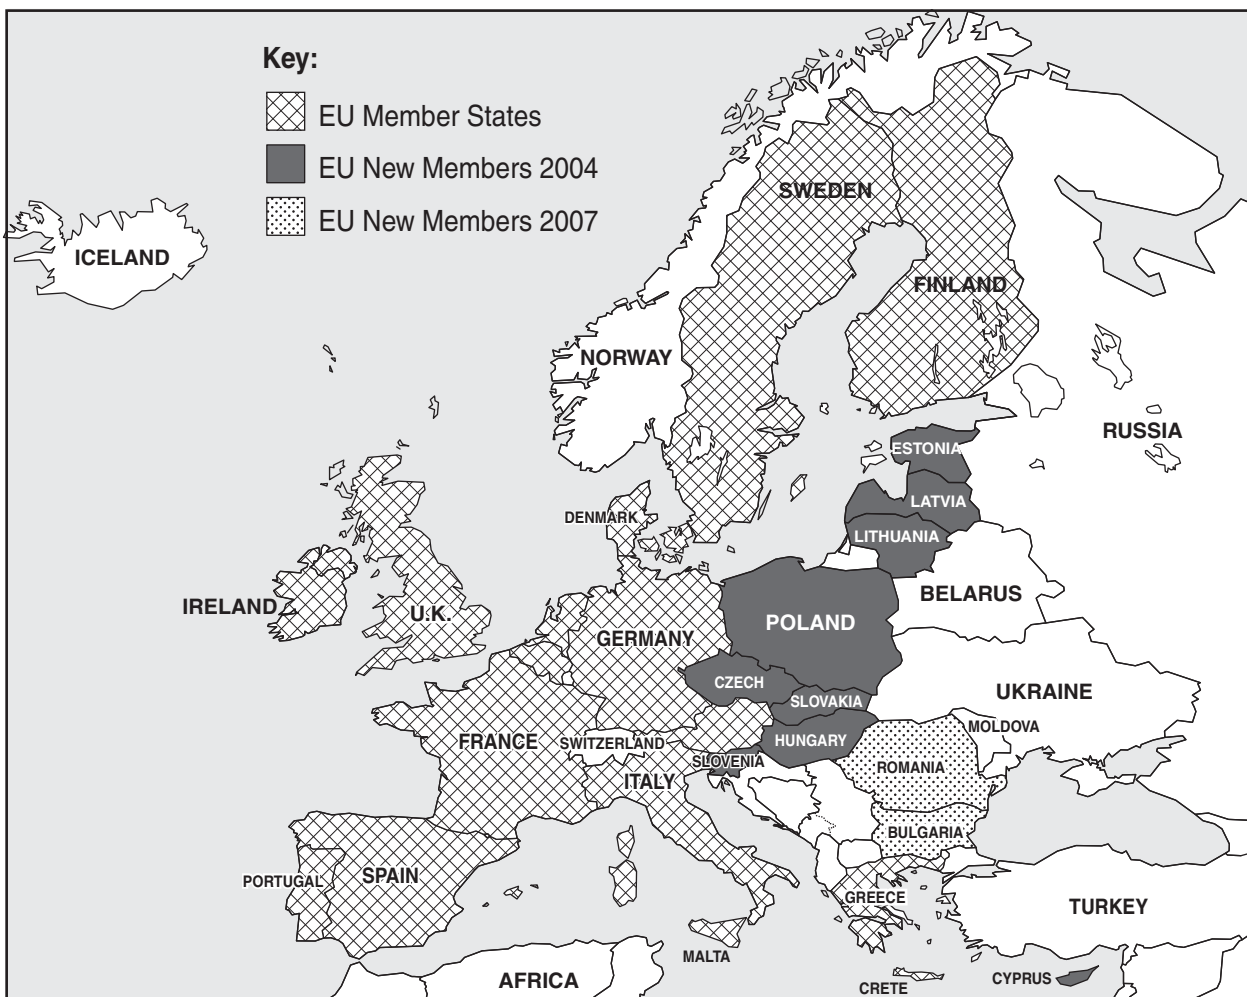 Key:
EU Member States
EU New Members 2004
EU New Members 2007
SWEDEN
ICELAND
FINLAND
NORWAY
RUSSIA
ESTONIA
LATVIA
DENMARK
LITHUANIA
BELARUS
IRELAND
U.K.
POLAND
GERMANY
CZECH
UKRAINE
SLOVAKIA
MOLDOVA
FRANCE
SWITZERLAND
HUNGARY
SLOVENIA
ROMANIA
ITALY
BULGARIA
SPAIN
PORTUGAL
GREECE
TURKEY
MALTA
AFRICA
CYPRUS
CRETE